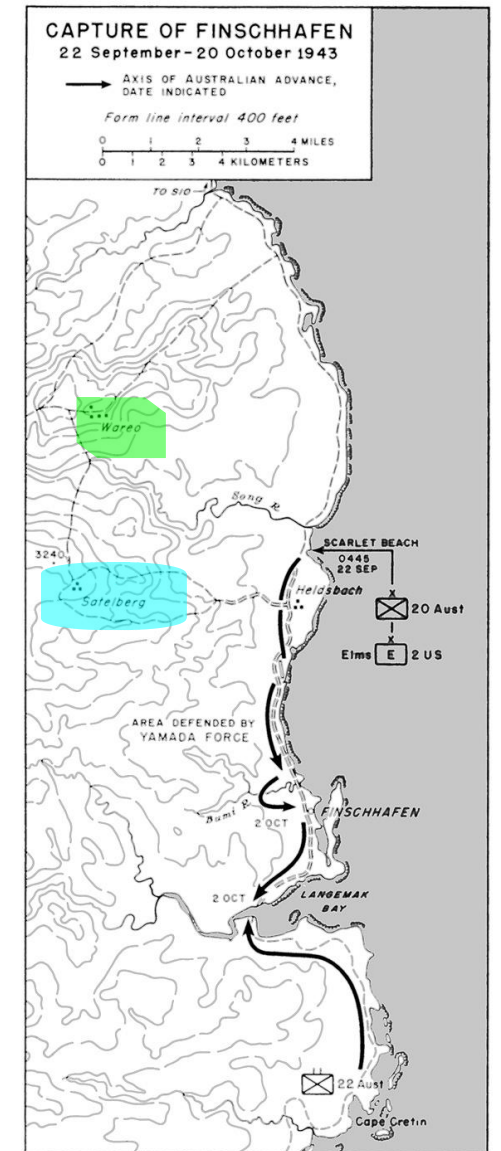 CAPTURE OF FINSCHHAFEN
22 September-20 October 1943
AXIS OF AUSTRALIAN ADVANCE,
DATE INDICATED
Form line interval 400 feet
0 1 2 3 4 MILES
0 1 2 3 4 KILOMETERS
TO SIO
Wareo
Song R.
SCARLET BEACH
0445
22 SEP
3240
Heldsbach
Satelberg
X
20 Aust
X
Elms E 2 US
AREA DEFENDED BY
YAMADA FORCE
Bumi R.
FINSCHHAFEN
2 OCT
2 OCT
LANGEMAK
BAY
22 Aust
Cape Cretin